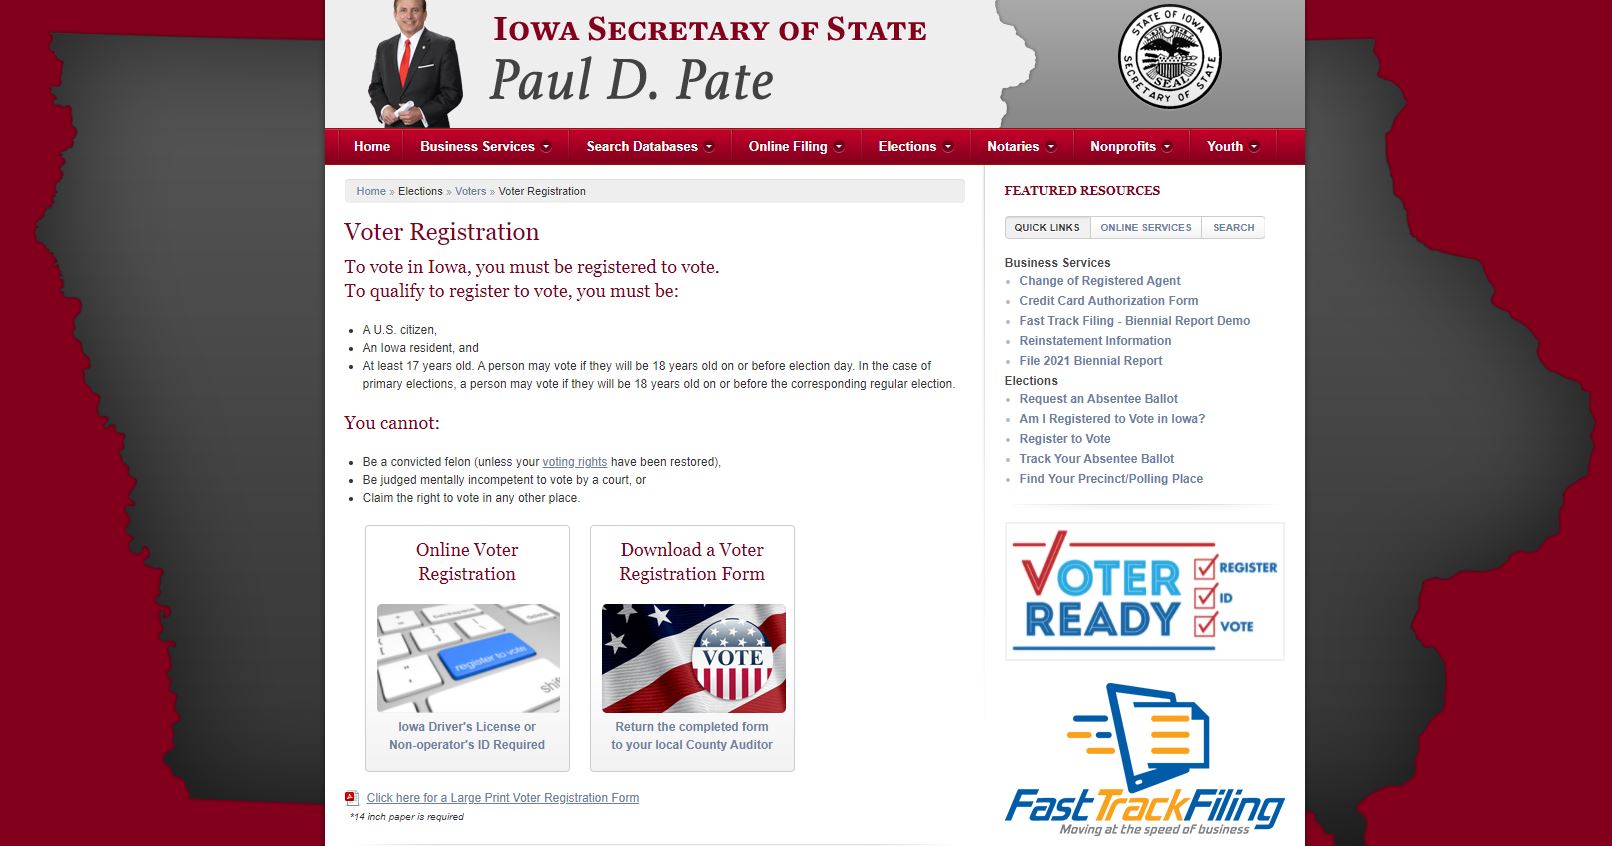 IOWA SECRETARY OF STATE
Paul D. Pate
STATE OF IOWA
SEAL
SECRETARY OF STATE
Home
Business Services
Search Databases
Online Filing
Elections
Notaries
Nonprofits
Youth
Home » Elections » Voters » Voter Registration
Voter Registration
To vote in Iowa, you must be registered to vote.
To qualify to register to vote, you must be:
A U.S. citizen,
An Iowa resident, and
At least 17 years old. A person may vote if they will be 18 years old on or before election day. In the case of
primary elections, a person may vote if they will be 18 years old on or before the corresponding regular election.
You cannot:
Be a convicted felon (unless your voting rights have been restored),
Be judged mentally incompetent to vote by a court, or
Claim the right to vote in any other place.
Online Voter
Registration
backspace
register to vote
shift
Iowa Driver's License or
Non-operator's ID Required
Download a Voter
Registration Form
VOTE
Return the completed form
to your local County Auditor
Click here for a Large Print Voter Registration Form
*14 inch paper is required
FEATURED RESOURCES
QUICK LINKS
ONLINE SERVICES
SEARCH
Business Services
Change of Registered Agent
Credit Card Authorization Form
Fast Track Filing - Biennial Report Demo
Reinstatement Information
File 2021 Biennial Report
Elections
Request an Absentee Ballot
Am I Registered to Vote in Iowa?
Register to Vote
Track Your Absentee Ballot
Find Your Precinct/Polling Place
VOTER
READY
REGISTER
ID
VOTE
FastTrackFiling
Moving at the speed of business